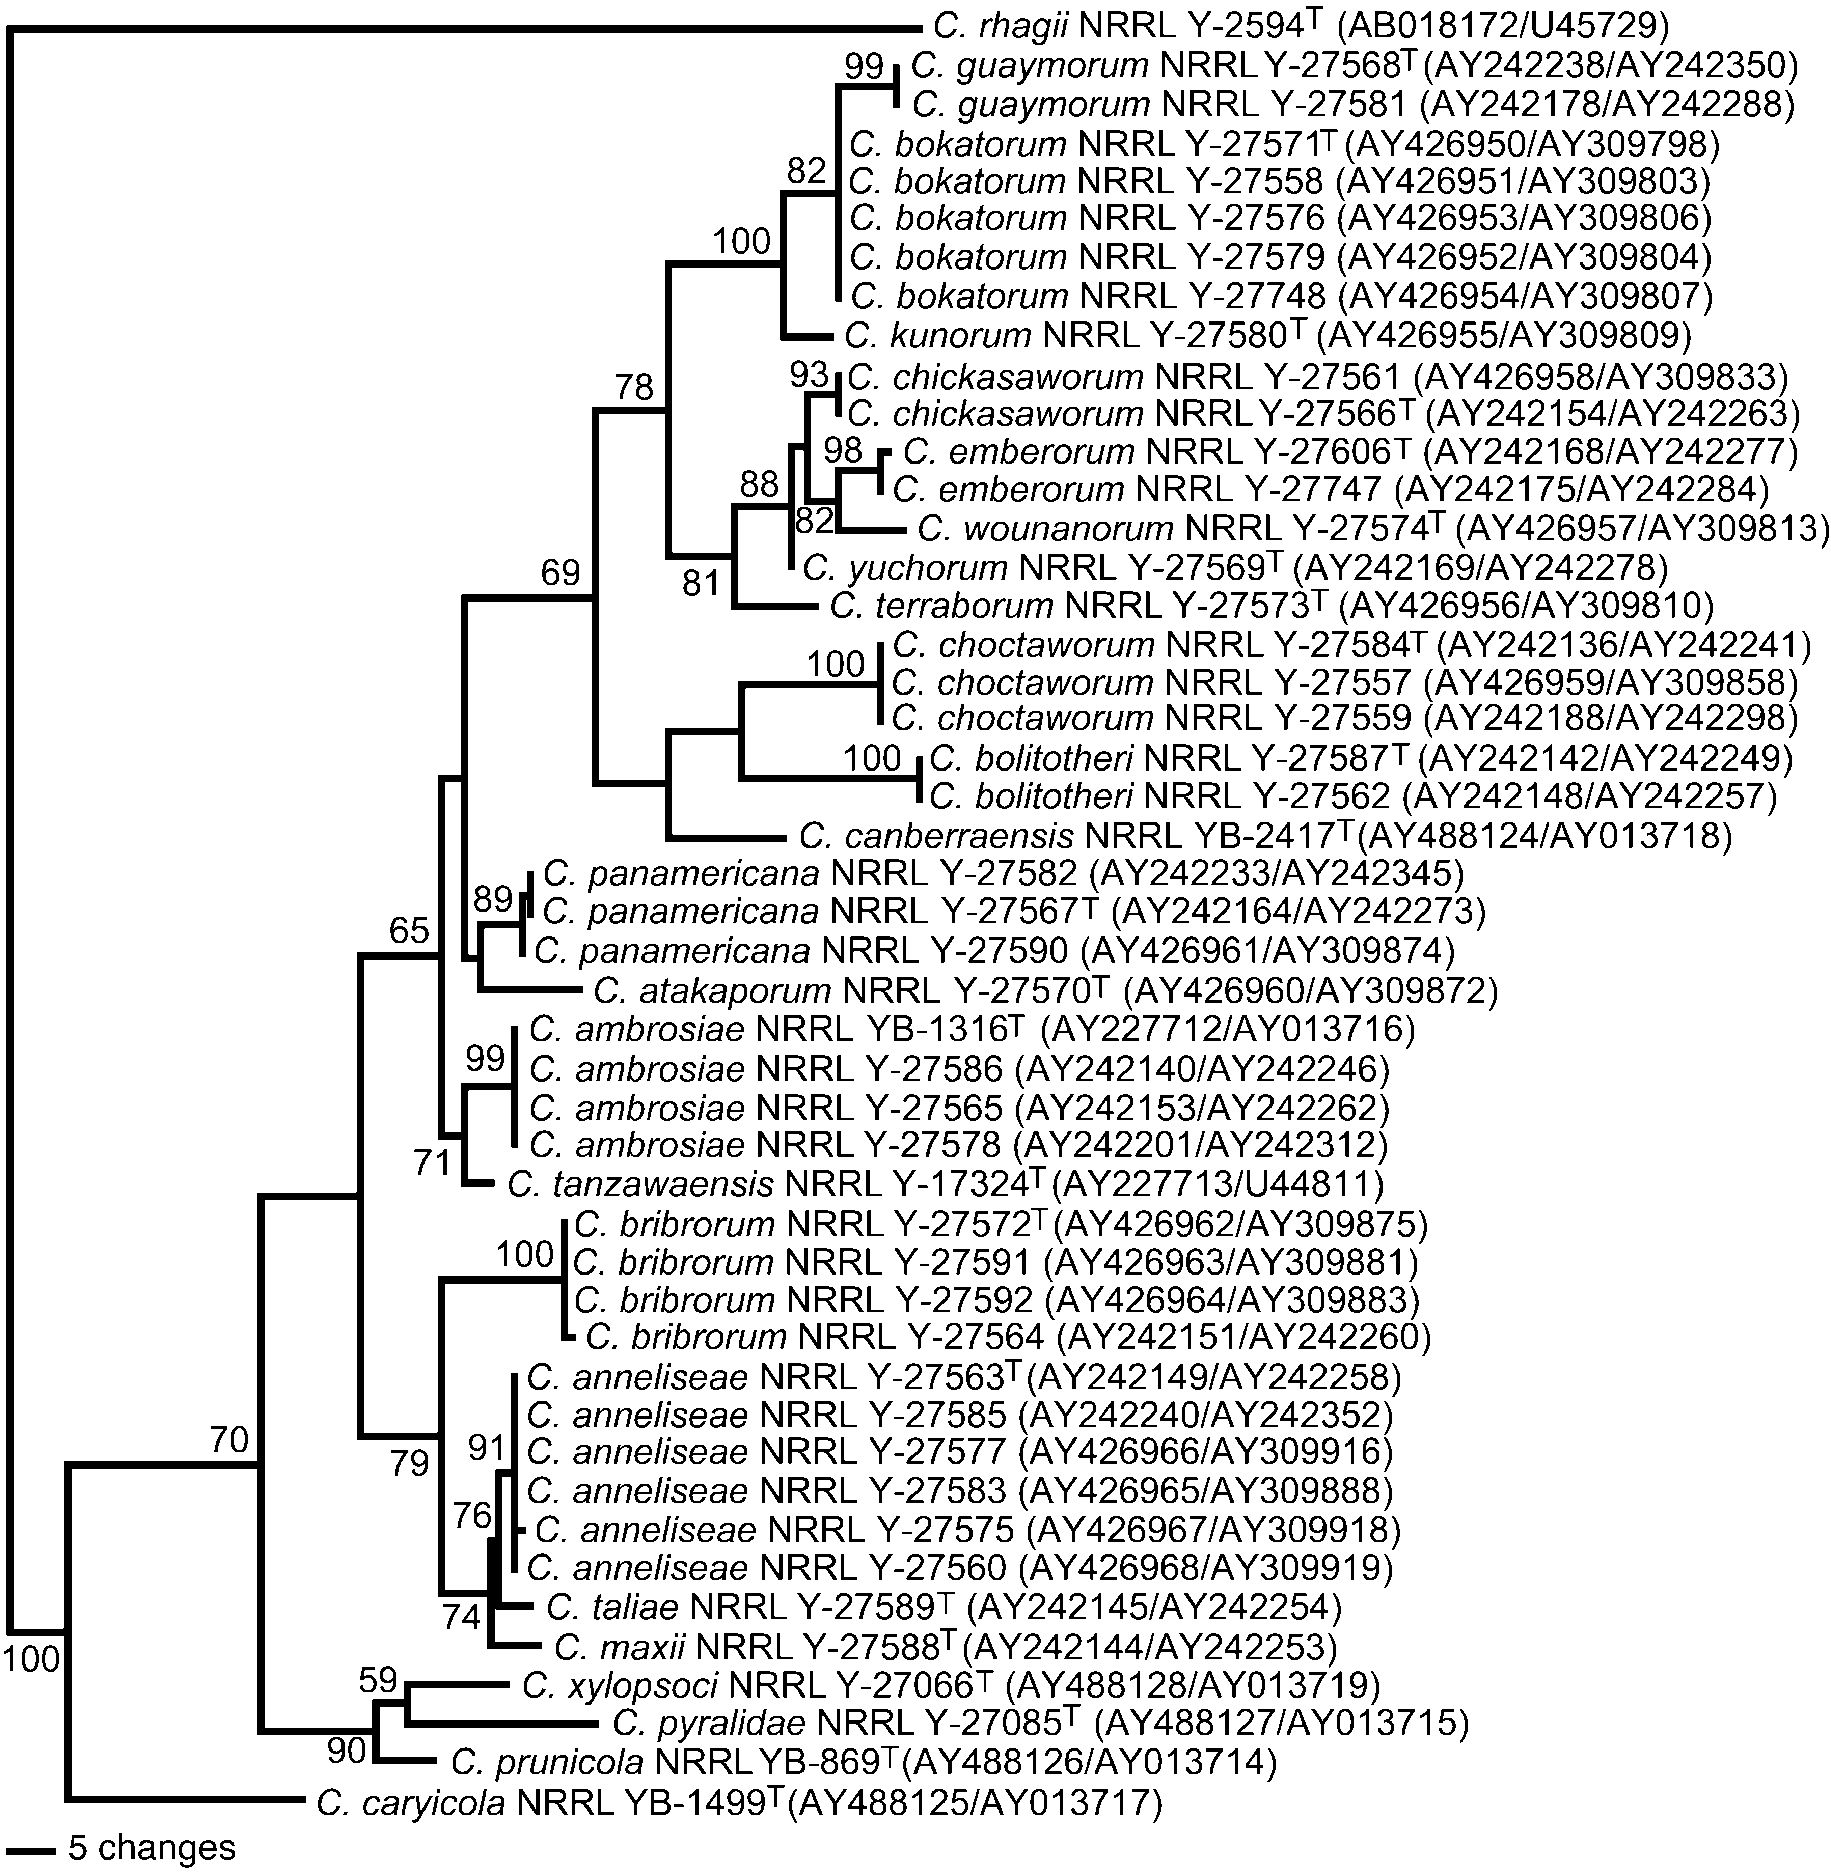 C. rhagii NRRL Y-2594T (AB018172/U45729)
99
C. guaymorum NRRL Y-27568T (AY242238/AY242350)
C. guaymorum NRRL Y-27581 (AY242178/AY242288)
C. bokatorum NRRL Y-27571T (AY426950/AY309798)
82
C. bokatorum NRRL Y-27558 (AY426951/AY309803)
C. bokatorum NRRL Y-27576 (AY426953/AY309806)
100
C. bokatorum NRRL Y-27579 (AY426952/AY309804)
C. bokatorum NRRL Y-27748 (AY426954/AY309807)
C. kunorum NRRL Y-27580T (AY426955/AY309809)
93
C. chickasaworum NRRL Y-27561 (AY426958/AY309833)
78
C. chickasaworum NRRL Y-27566T (AY242154/AY242263)
98
C. emberorum NRRL Y-27606T (AY242168/AY242277)
88
C. emberorum NRRL Y-27747 (AY242175/AY242284)
82
C. wounanorum NRRL Y-27574T (AY426957/AY309813)
69
C. yuchorum NRRL Y-27569T (AY242169/AY242278)
81
C. terraborum NRRL Y-27573T (AY426956/AY309810)
C. choctaworum NRRL Y-27584T (AY242136/AY242241)
100
C. choctaworum NRRL Y-27557 (AY426959/AY309858)
C. choctaworum NRRL Y-27559 (AY242188/AY242298)
100
C. bolitotheri NRRL Y-27587T (AY242142/AY242249)
C. bolitotheri NRRL Y-27562 (AY242148/AY242257)
C. canberraensis NRRL YB-2417T (AY488124/AY013718)
C. panamericana NRRL Y-27582 (AY242233/AY242345)
89
C. panamericana NRRL Y-27567T (AY242164/AY242273)
65
C. panamericana NRRL Y-27590 (AY426961/AY309874)
C. atakaporum NRRL Y-27570T (AY426960/AY309872)
C. ambrosiae NRRL YB-1316T (AY227712/AY013716)
99
C. ambrosiae NRRL Y-27586 (AY242140/AY242246)
C. ambrosiae NRRL Y-27565 (AY242153/AY242262)
C. ambrosiae NRRL Y-27578 (AY242201/AY242312)
71
C. tanzawaensis NRRL Y-17324T (AY227713/U44811)
C. bribrorum NRRL Y-27572T (AY426962/AY309875)
100
C. bribrorum NRRL Y-27591 (AY426963/AY309881)
C. bribrorum NRRL Y-27592 (AY426964/AY309883)
C. bribrorum NRRL Y-27564 (AY242151/AY242260)
C. anneliseae NRRL Y-27563T (AY242149/AY242258)
C. anneliseae NRRL Y-27585 (AY242240/AY242352)
70
91
C. anneliseae NRRL Y-27577 (AY426966/AY309916)
79
C. anneliseae NRRL Y-27583 (AY426965/AY309888)
76
C. anneliseae NRRL Y-27575 (AY426967/AY309918)
C. anneliseae NRRL Y-27560 (AY426968/AY309919)
C. taliae NRRL Y-27589T (AY242145/AY242254)
74
C. maxii NRRL Y-27588T (AY242144/AY242253)
100
59
C. xylopsoci NRRL Y-27066T (AY488128/AY013719)
C. pyralidae NRRL Y-27085T (AY488127/AY013715)
90
C. prunicola NRRL YB-869T (AY488126/AY013714)
C. caryicola NRRL YB-1499T (AY488125/AY013717)
5 changes